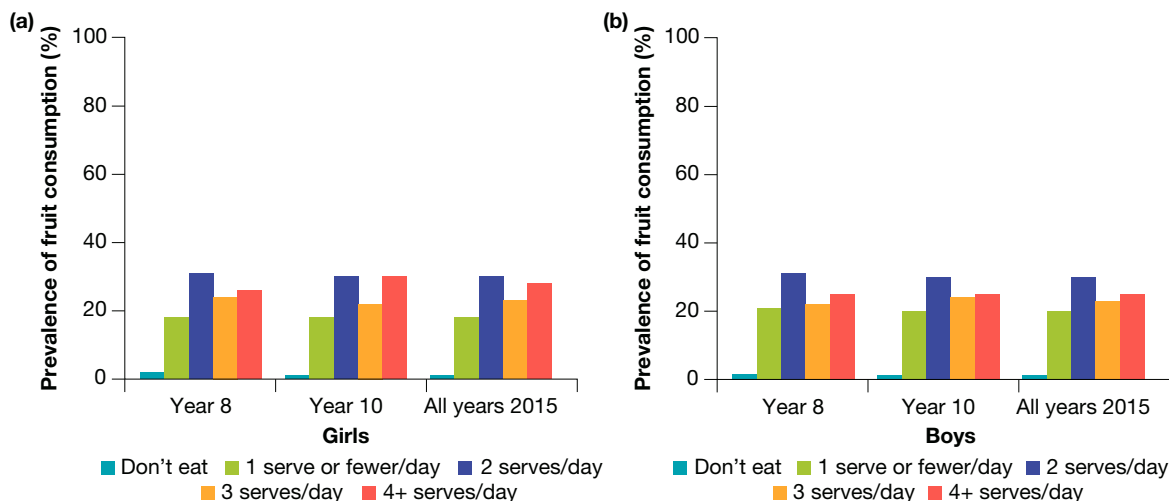 (a)
Prevalence of fruit consumption (%)
100
80
60
40
20
0
Year 8 Year 10 All years 2015
Girls
Don't eat 1 serve or fewer/day 2 serves/day
3 serves/day 4+ serves/day
(b)
Prevalence of fruit consumption (%)
100
80
60
40
20
0
Year 8 Year 10 All years 2015
Boys
Don't eat 1 serve or fewer/day 2 serves/day
3 serves/day 4+ serves/day